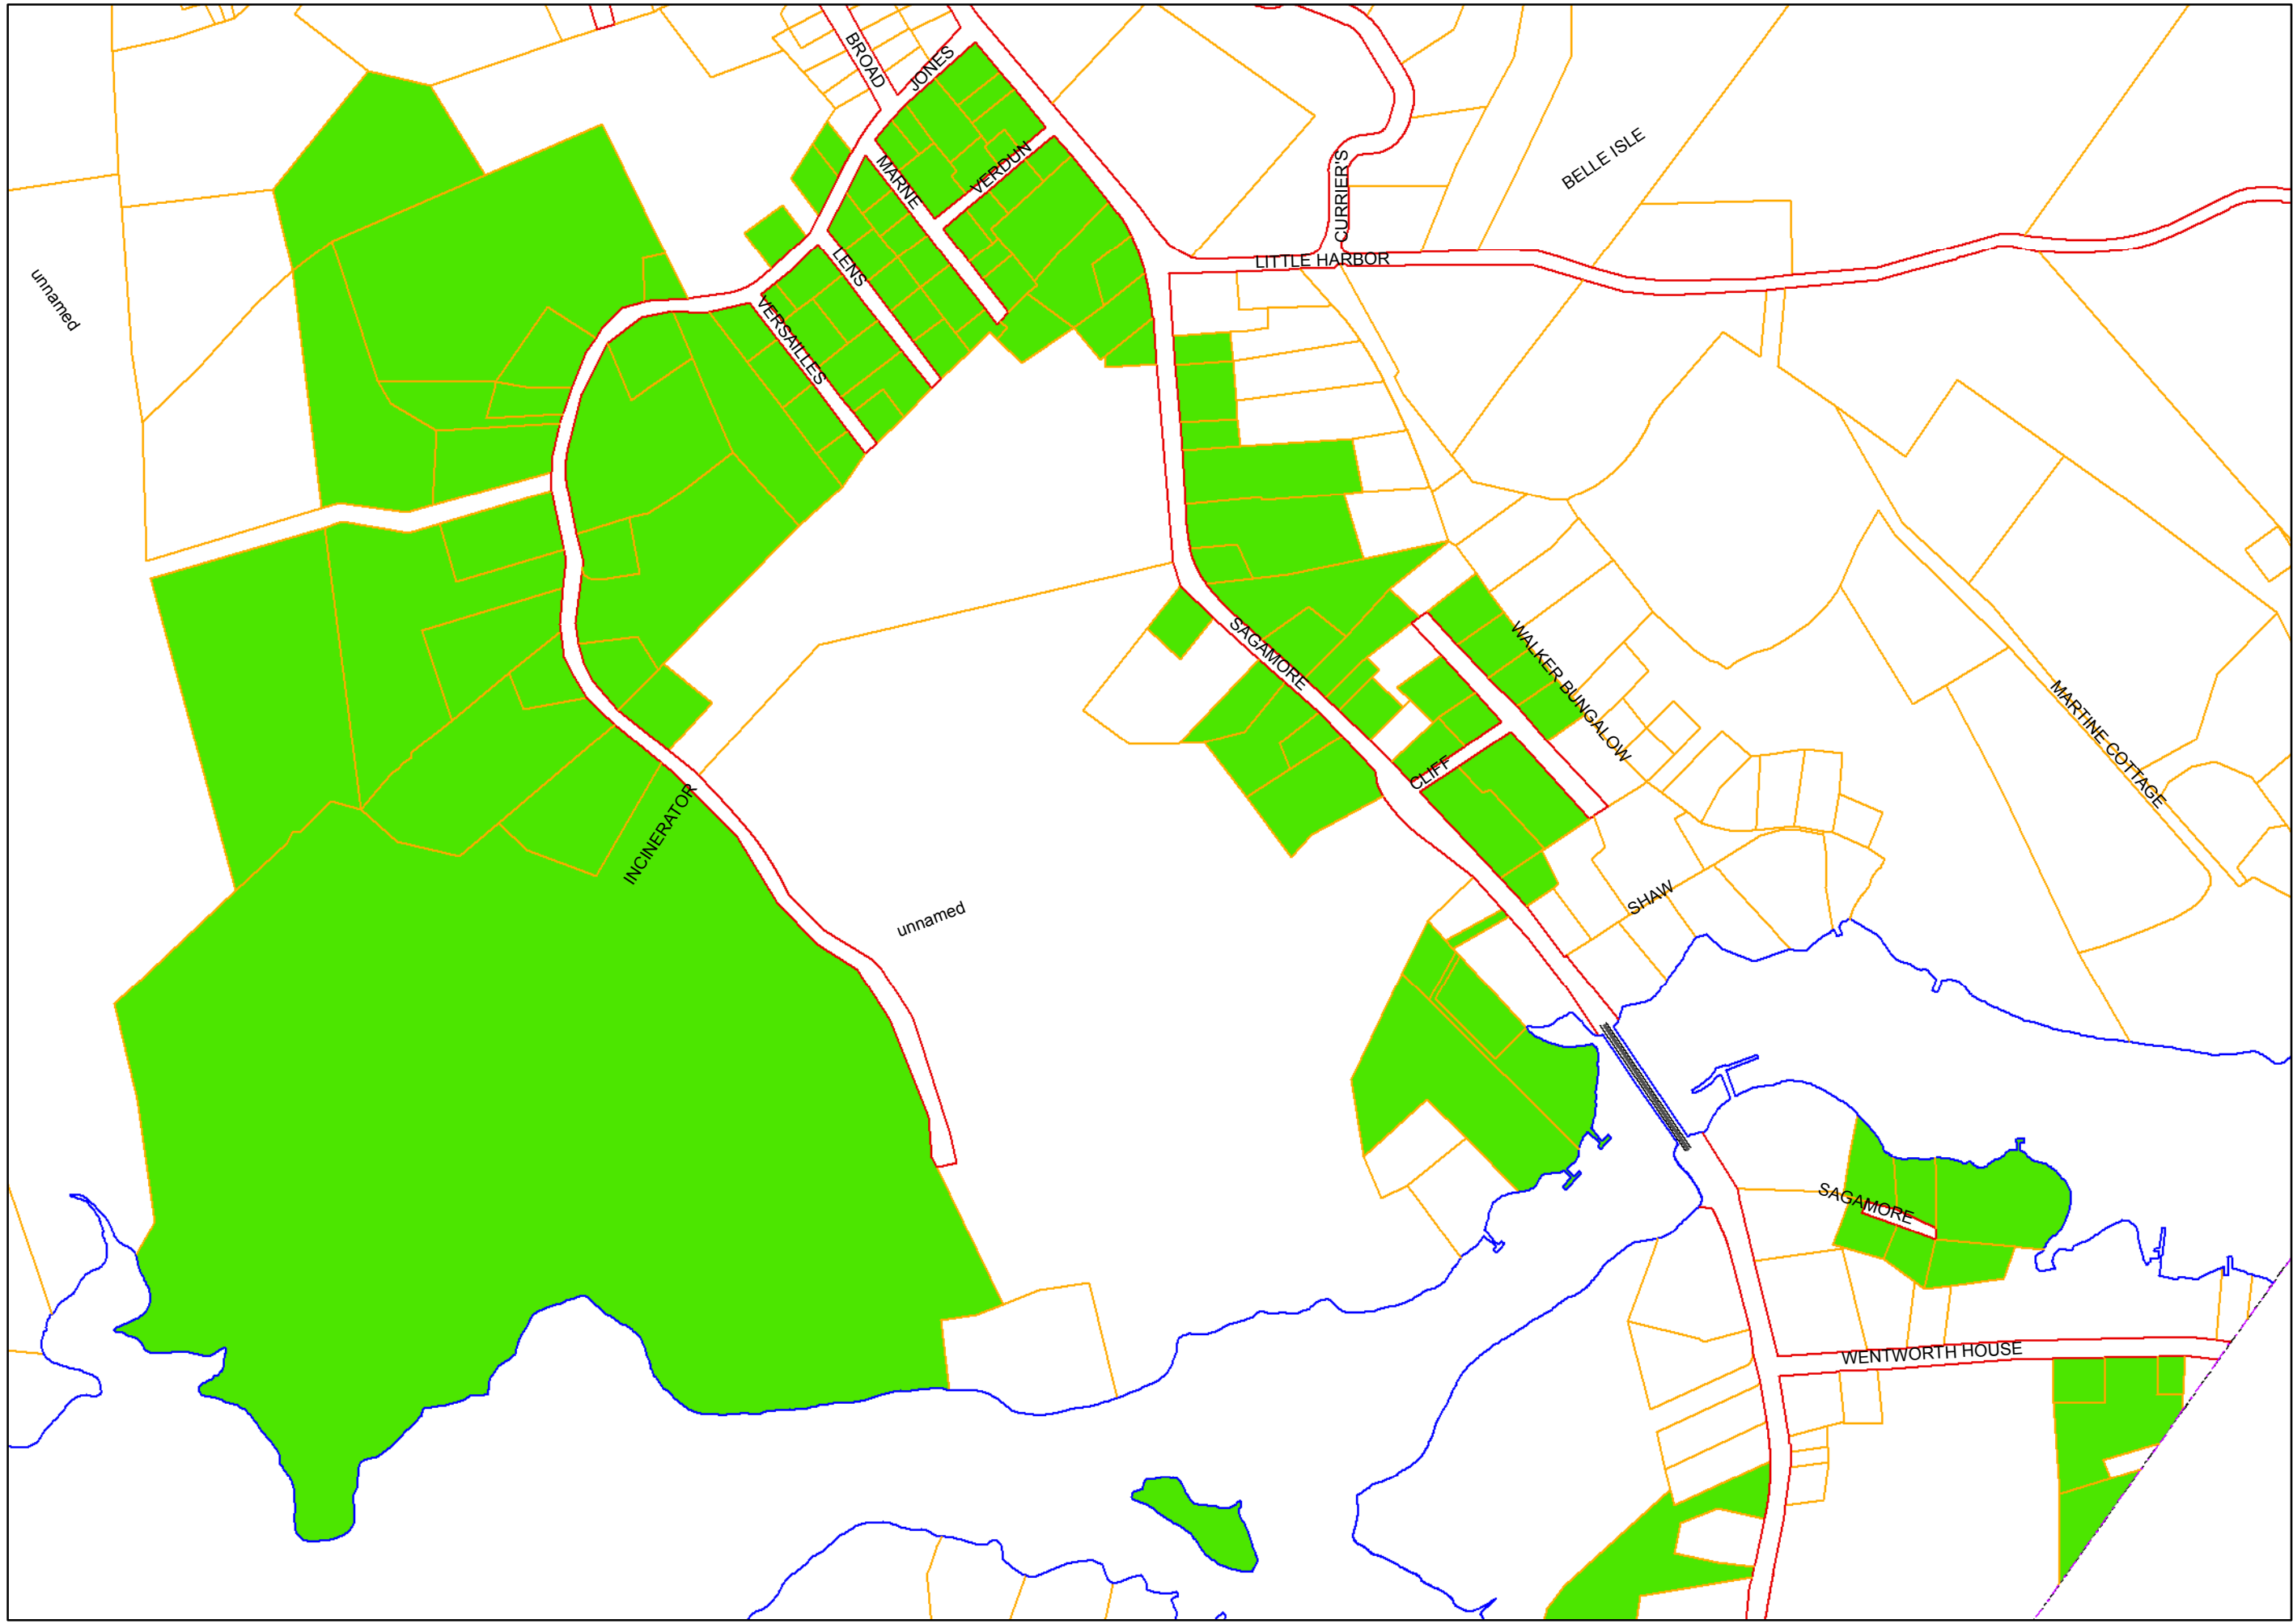 BROAD
JONES
MARNE
VERDUN
CURRIER'S
BELLE ISLE
unnamed
LENS
LITTLE HARBOR
VERSAILLES
SAGAMORE
WALKER BUNGALOW
MARTINE COTTAGE
CLIFF
INCINERATOR
SHAW
unnamed
SAGAMORE
WENTWORTH HOUSE